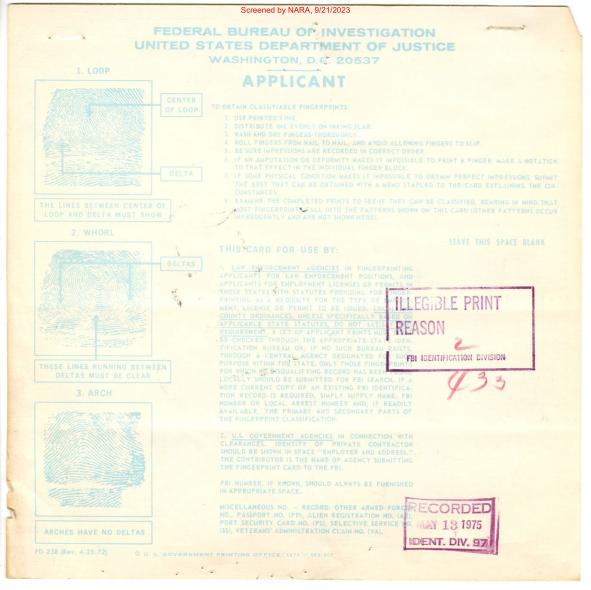 Screened by NARA, 9/21/2023
FEDERAL BUREAU OF INVESTIGATION
UNITED STATES DEPARTMENT OF JUSTICE
WASHINGTON, D.C. 20537
APPLICANT
1. LOOP
CENTER
OF LOOP
DELTA
THE LINES BETWEEN CENTER OF
LOOP AND DELTA MUST SHOW
2. WHORL
DELTAS
THESE LINES RUNNING BETWEEN
DELTAS MUST BE CLEAR
3. ARCH
ARCHES HAVE NO DELTAS
FD-258 (Rev. 4-25-72)
TO OBTAIN CLASSIFIABLE FINGERPRINTS:
1. USE PRINTER'S INK.
2. DISTRIBUTE INK EVENLY ON INKING SLAB.
3. WASH AND DRY FINGERS THOROUGHLY.
4. ROLL FINGERS FROM NAIL TO NAIL, AND AVOID ALLOWING FINGERS TO SLIP.
5. BE SURE IMPRESSIONS ARE RECORDED IN CORRECT ORDER.
6. IF AN AMPUTATION OR DEFORMITY MAKES IT IMPOSSIBLE TO PRINT A FINGER, MAKE A NOTATION
TO THAT EFFECT IN THE INDIVIDUAL FINGER BLOCK.
7. IF SOME PHYSICAL CONDITION MAKES IT IMPOSSIBLE TO OBTAIN PERFECT IMPRESSIONS, SUBMIT
THE BEST THAT CAN BE OBTAINED WITH A MEMO STAPLED TO THE CARD EXPLAINING THE CIR-
CUMSTANCES.
8. EXAMINE THE COMPLETED PRINTS TO SEE IF THEY CAN BE CLASSIFIED, BEARING IN MIND THAT
MOST FINGERPRINTS FALL INTO THE PATTERNS SHOWN ON THIS CARD (OTHER PATTERNS OCCUR
INFREQUENTLY AND ARE NOT SHOWN HERE).
LEAVE THIS SPACE BLANK
THIS CARD FOR USE BY:
1. LAW ENFORCEMENT AGENCIES IN FINGERPRINTING
APPLICANTS FOR LAW ENFORCEMENT POSITIONS, AND
APPLICANTS FOR EMPLOYMENT LICENSES OR PERMITS IN
THOSE STATES WITH STATUTES PROVIDING FOR
PRINTING AS A REQUISITE FOR THE TYPE OF
MENT, LICENSE OR PERMIT TO BE ISSUED.
COUNTY ORDINANCES, UNLESS SPECIFICALLY BASED ON
APPLICABLE STATE STATUTES, DO NOT
REQUIREMENT. A SET OF APPLICANT PRINTS
BE CHECKED THROUGH THE APPROPRIATE STATE IDEN-
TIFICATION BUREAU OR, IF NO SUCH BUREAU EXISTS,
THROUGH A CENTRAL AGENCY DESIGNATED FOR SUCH
PURPOSE WITHIN THE STATE. ONLY THOSE FINGERPRINTS
FOR WHICH NO DISQUALIFYING RECORD HAS BEEN
LOCALLY SHOULD BE SUBMITTED FOR FBI SEARCH. IF A
MORE CURRENT COPY OF AN EXISTING FBI IDENTIFICA-
TION RECORD IS REQUIRED, SIMPLY SUPPLY NAME, FBI
NUMBER OR LOCAL ARREST NUMBER AND, IF READILY
AVAILABLE, THE PRIMARY AND SECONDARY PARTS OF
THE FINGERPRINT CLASSIFICATION.
2. U.S. GOVERNMENT AGENCIES IN CONNECTION WITH
CLEARANCES. IDENTITY OF PRIVATE CONTRACTOR
SHOULD BE SHOWN IN SPACE "EMPLOYER AND ADDRESS."
THE CONTRIBUTOR IS THE NAME OF AGENCY SUBMITTING
THE FINGERPRINT CARD TO THE FBI.
FBI NUMBER, IF KNOWN, SHOULD ALWAYS BE FURNISHED
IN APPROPRIATE SPACE.
MISCELLANEOUS NO. - RECORD: OTHER ARMED FORCES
NO., PASSPORT NO. (PP), ALIEN REGISTRATION NO. (AR),
PORT SECURITY CARD NO. (PS), SELECTIVE SERVICE NO.
(SS), VETERANS' ADMINISTRATION CLAIM NO. (VA).
U.S. GOVERNMENT PRINTING OFFICE:
ILLEGIBLE PRINT
REASON 2
FBI IDENTIFICATION DIVISION
433
RECORDED
MAY 13 1975
IDENT. DIV. 97